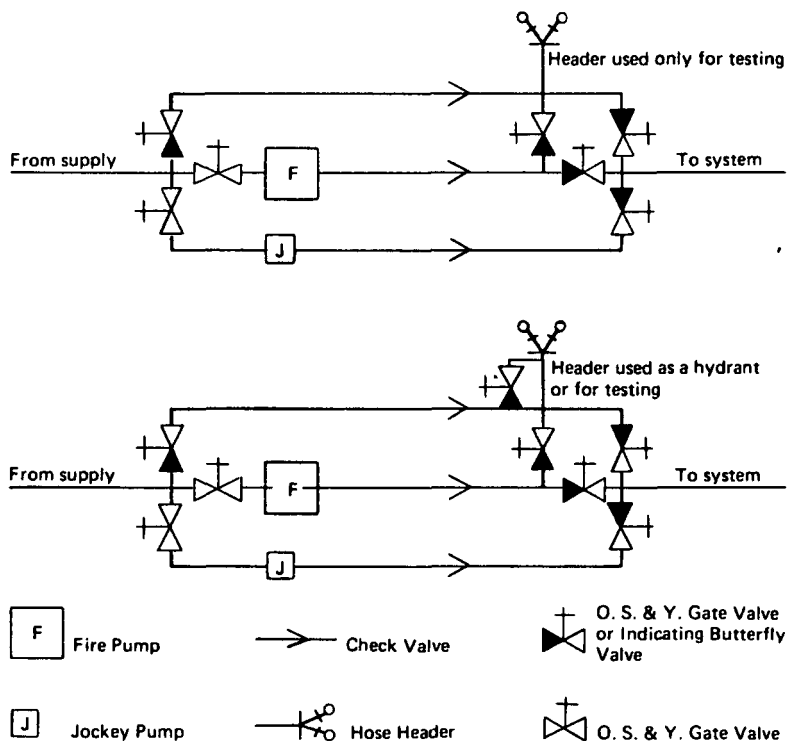 Header used only for testing
From supply
F
To system
J
Header used as a hydrant
or for testing
From supply
F
To system
J
F
Fire Pump
Check Valve
O. S. & Y. Gate Valve
or Indicating Butterfly
Valve
J
Jockey Pump
Hose Header
O. S. & Y. Gate Valve